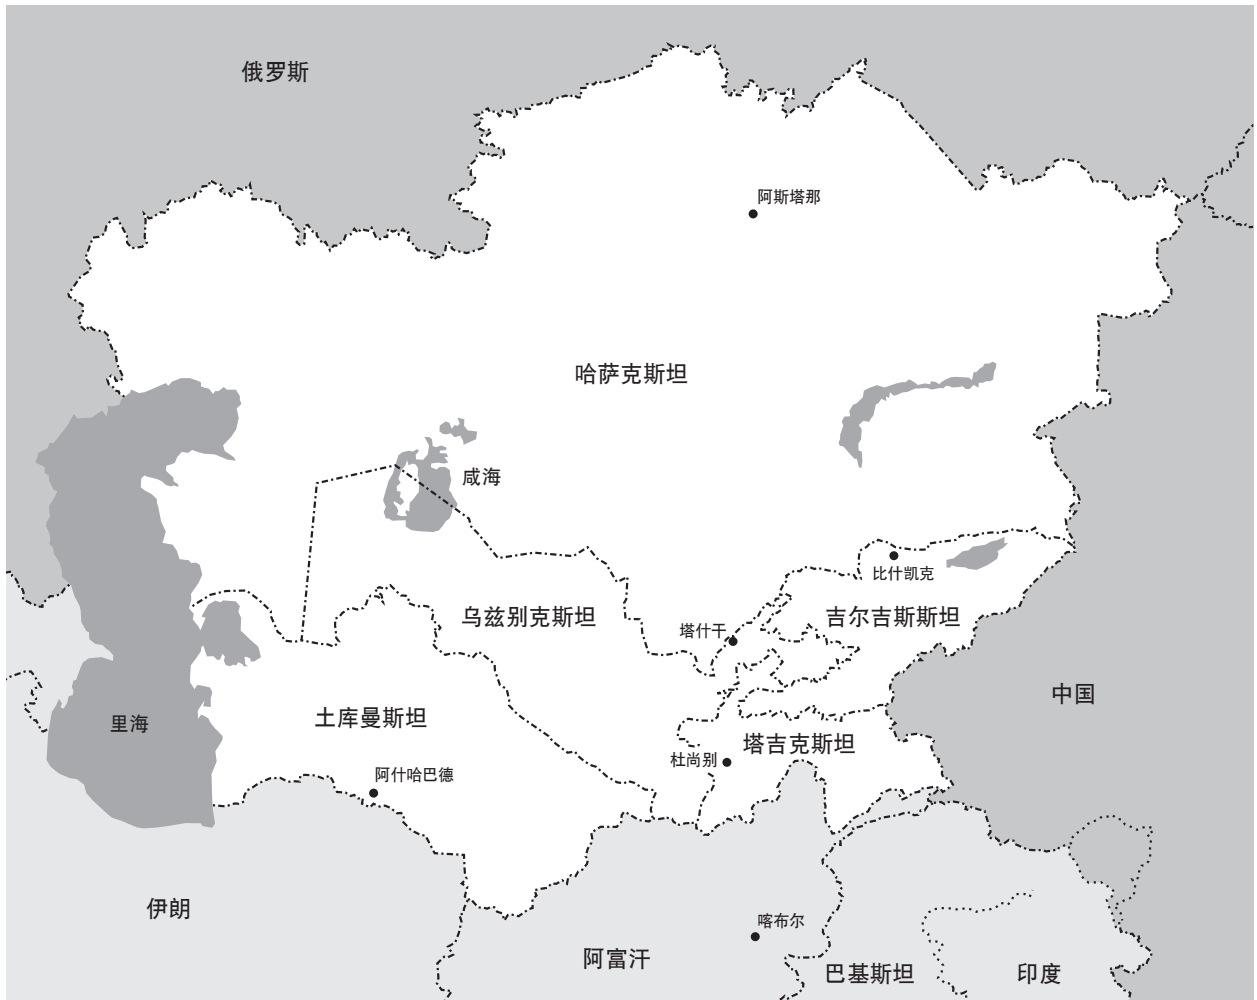 俄罗斯
阿斯塔那
哈萨克斯坦
咸海
比什凯克
乌兹别克斯坦
吉尔吉斯斯坦
塔什干
中国
土库曼斯坦
里海
塔吉克斯坦
杜尚别
阿什哈巴德
伊朗
喀布尔
阿富汗
巴基斯坦
印度